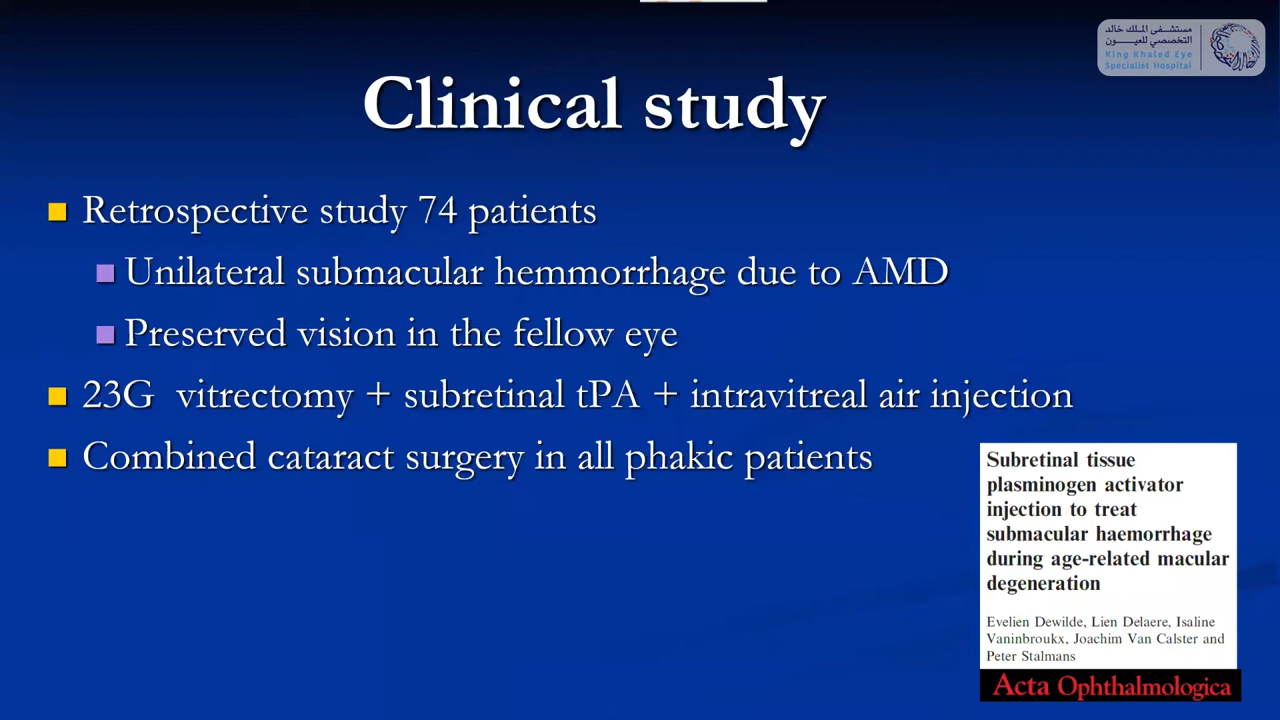 مستشفى الملك خالد
التخصصي للعيون
King Khaled Eye
Specialist Hospital
Clinical study
Retrospective study 74 patients
Unilateral submacular hemmorrhage due to AMD
Preserved vision in the fellow eye
23G vitrectomy + subretinal tPA + intravitreal air injection
Combined cataract surgery in all phakic patients
Subretinal tissue
plasminogen activator
injection to treat
submacular haemorrhage
during age-related macular
degeneration
Evelien Dewilde, Lien Delaere, Isaline
Vaninbroukx, Joachim Van Calster and
Peter Stalmans
Acta Ophthalmologica